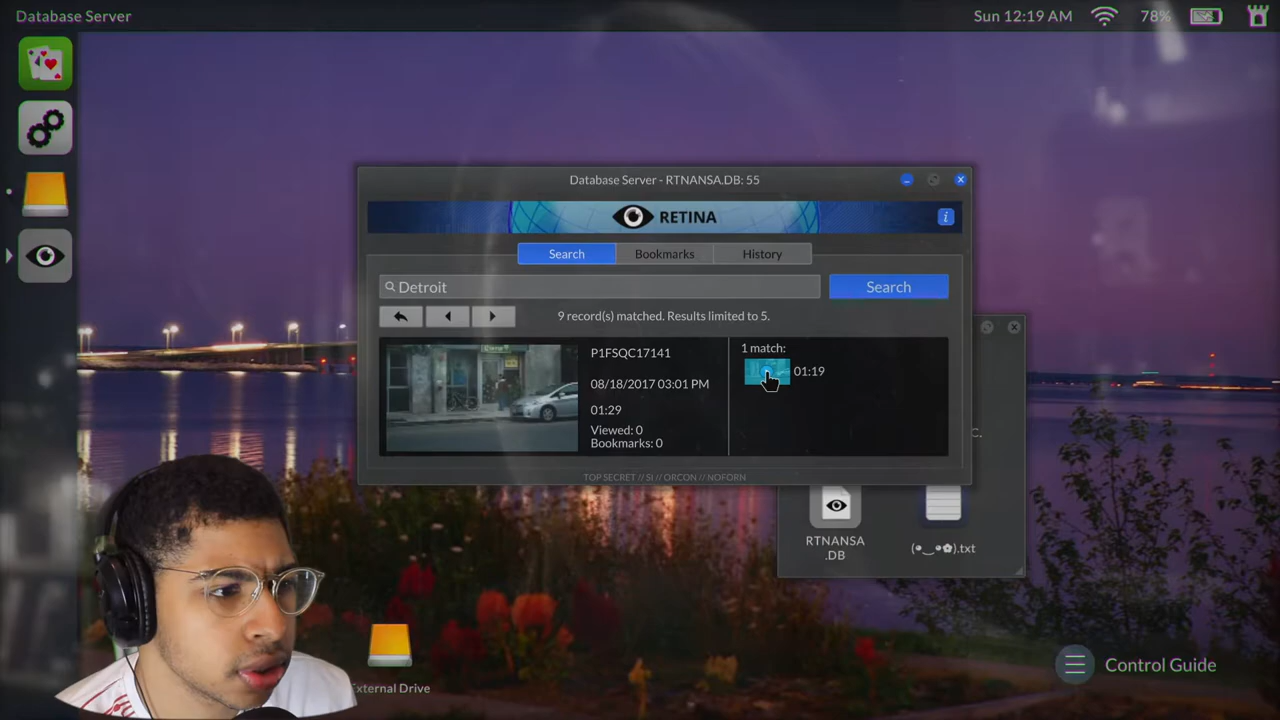 Database Server
Sun 12:19 AM
78%
Database Server - RTNANSA.DB: 55
RETINA
i
Search
Bookmarks
History
Detroit
Search
9 record(s) matched. Results limited to 5.
P1FSQC17141
08/18/2017 03:01 PM
01:29
Viewed: 0
Bookmarks: 0
1 match:
01:19
C.
TOP SECRET // SI // ORCON // NOFORN
RTNANSA
.DB
(•‿•✿).txt
Control Guide
External Drive